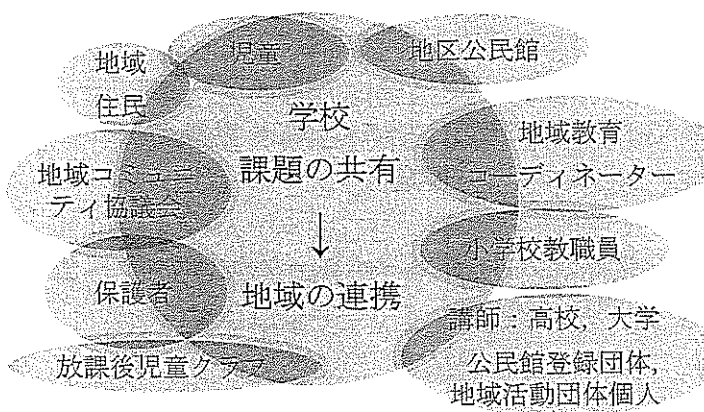 児童
地区公民館
地域
住民
学校
課題の共有
↓
地域の連携
地域教育
コーディネーター
地域コミュニ
ティ協議会
小学校教職員
保護者
講師：高校，大学
公民館登録団体，
地域活動団体個人
放課後児童クラブ